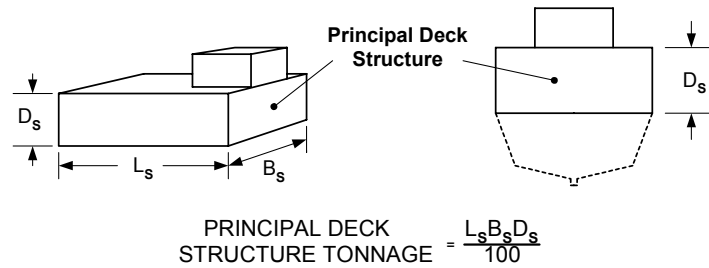 Principal Deck
Structure
Dₛ
Dₛ
Lₛ
Bₛ
PRINCIPAL DECK
STRUCTURE TONNAGE = LₛBₛDₛ
100